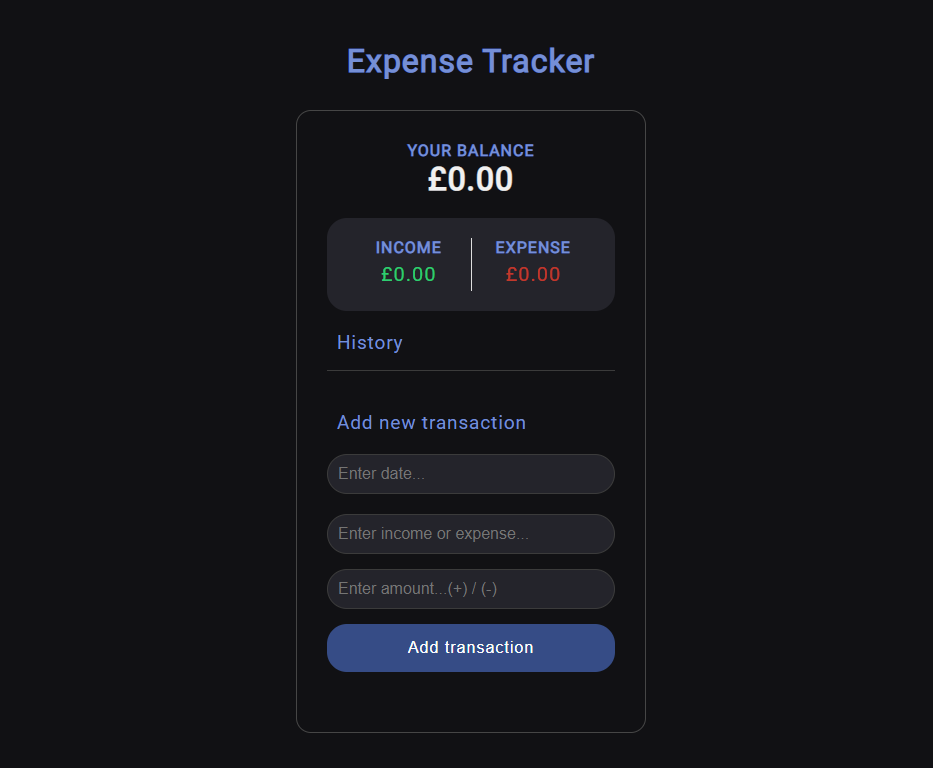 Expense Tracker
YOUR BALANCE
£0.00
INCOME EXPENSE
£0.00 £0.00
History
Add new transaction
Enter date...
Enter income or expense...
Enter amount...(+) / (-)
Add transaction